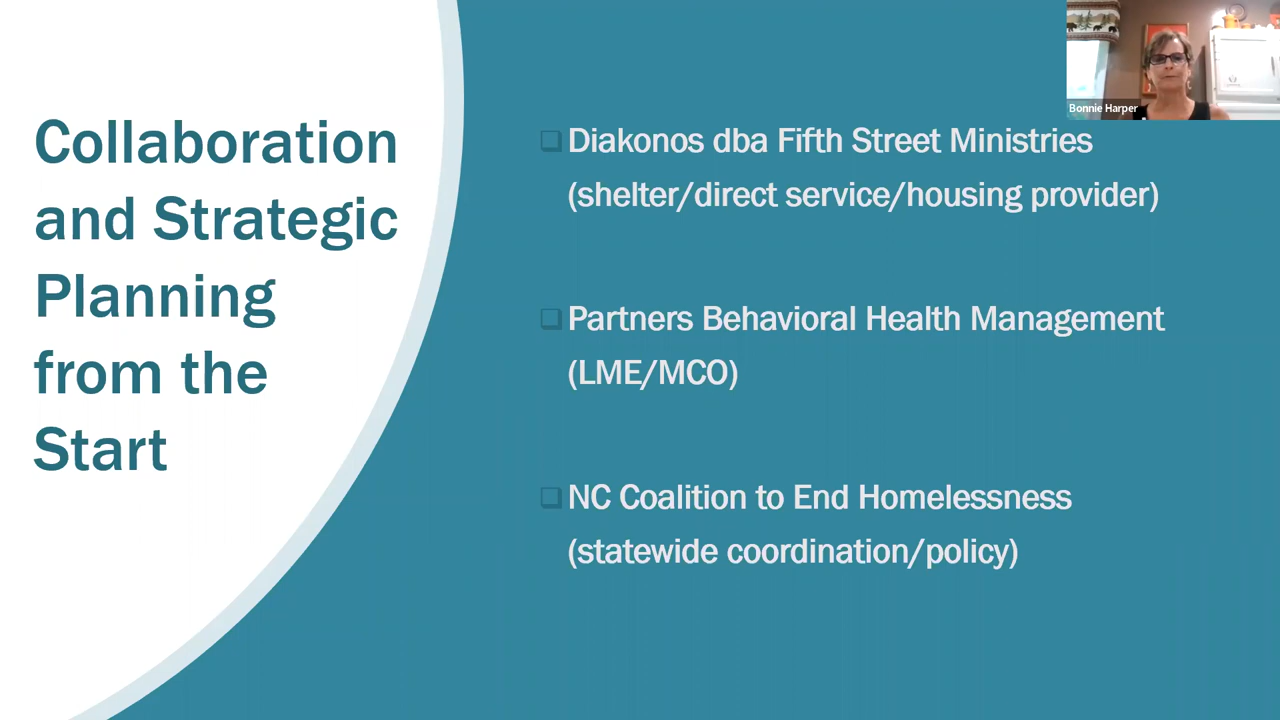 Collaboration
and Strategic
Planning
from the
Start
Bonnie Harper
Diakonos dba Fifth Street Ministries
(shelter/direct service/housing provider)
Partners Behavioral Health Management
(LME/MCO)
NC Coalition to End Homelessness
(statewide coordination/policy)